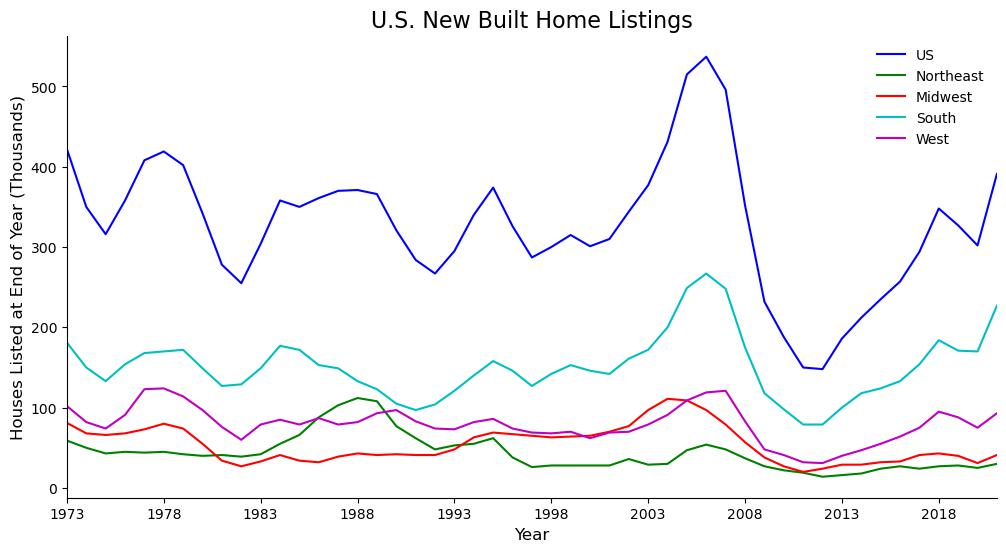 U.S. New Built Home Listings
US
Northeast
Midwest
South
West
Houses Listed at End of Year (Thousands)
500
400
300
200
100
0
1973 1978 1983 1988 1993 1998 2003 2008 2013 2018
Year